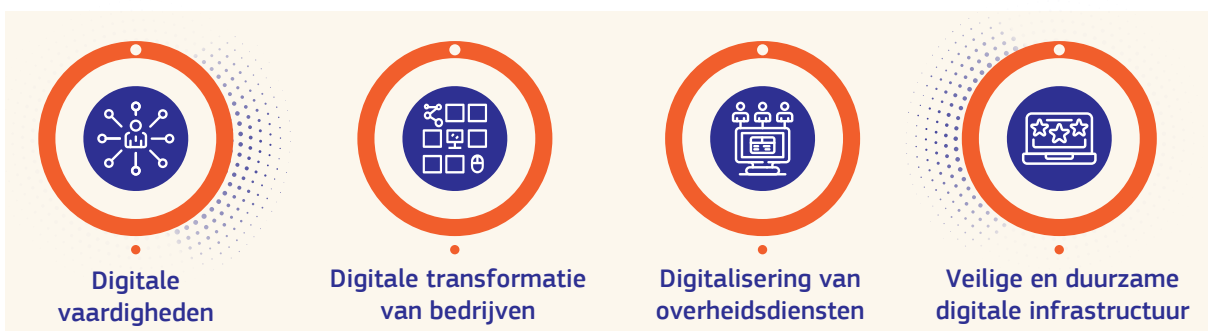 Digitale
vaardigheden
Digitale transformatie
van bedrijven
Digitalisering van
overheidsdiensten
Veilige en duurzame
digitale infrastructuur